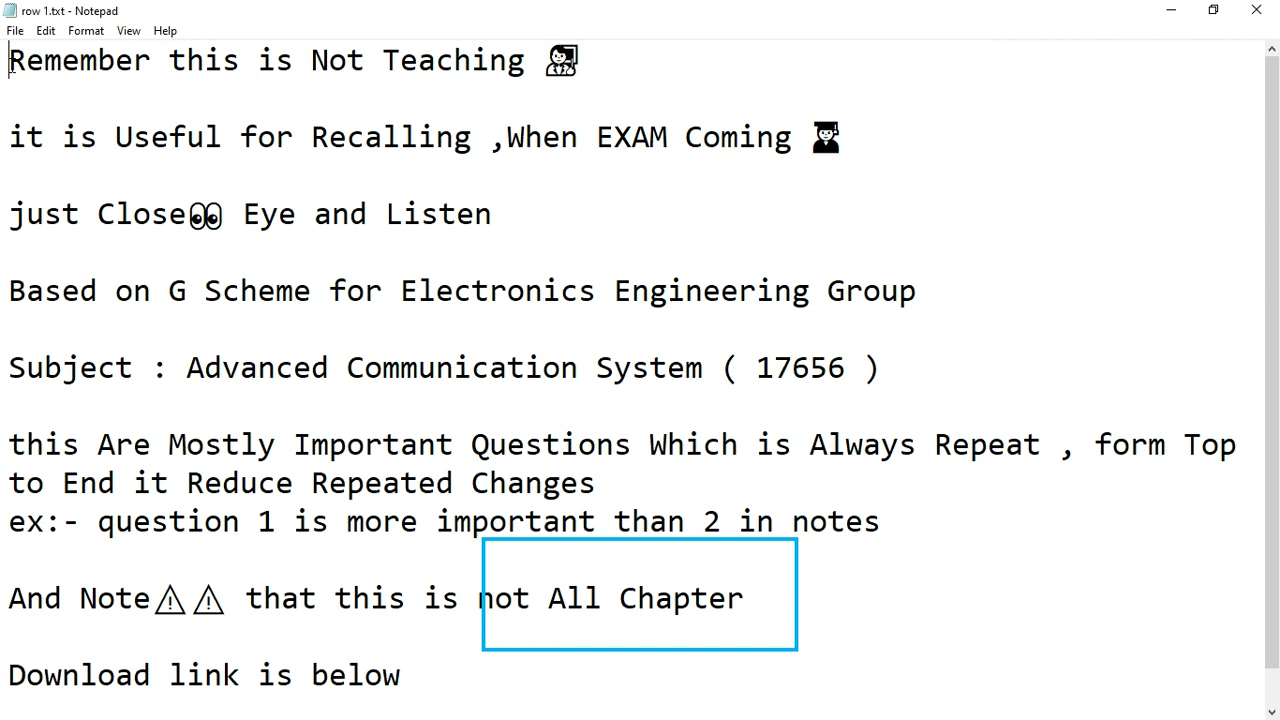 row 1.txt - Notepad
File Edit Format View Help
Remember this is Not Teaching 👨‍🏫
it is Useful for Recalling ,When EXAM Coming 👨‍🎓
just Close👀 Eye and Listen
Based on G Scheme for Electronics Engineering Group
Subject : Advanced Communication System ( 17656 )
this Are Mostly Important Questions Which is Always Repeat , form Top
to End it Reduce Repeated Changes
ex:- question 1 is more important than 2 in notes
And Note⚠⚠ that this is not All Chapter
Download link is below